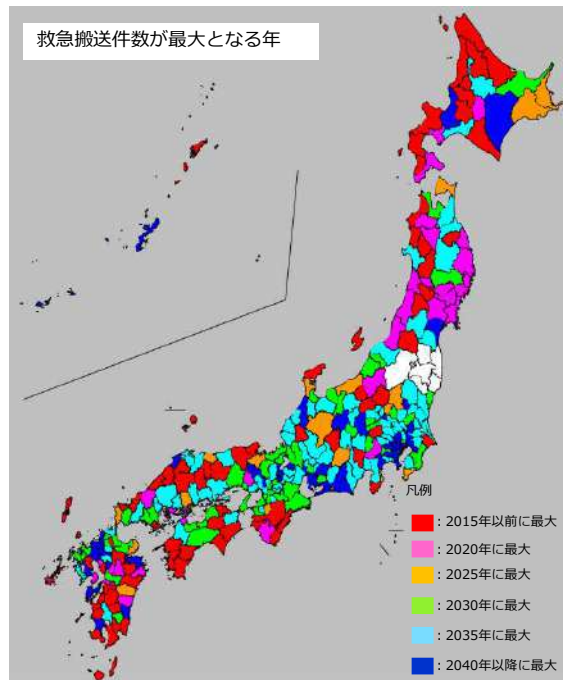 救急搬送件数が最大となる年
凡例
: 2015年以前に最大
: 2020年に最大
: 2025年に最大
: 2030年に最大
: 2035年に最大
: 2040年以降に最大